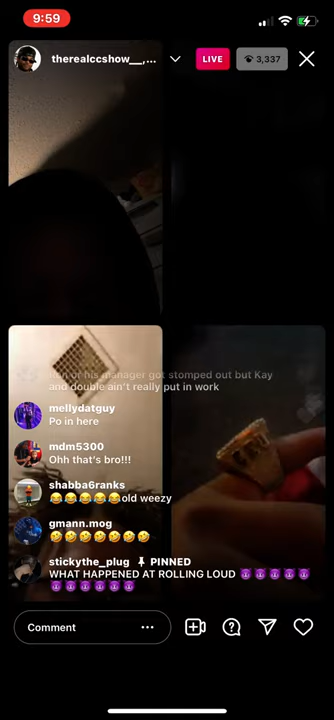 9:59
therealccshow__,...
LIVE
3,337
of his manager got stomped out but Kay
and double ain't really put in work
mellydatguy
Po in here
mdm5300
Ohh that's bro!!!
shabba6ranks
😂😂😂😂😂old weezy
gmann.mog
🤣🤣🤣🤣🤣🤣🤣🤣
stickythe_plug 📌 PINNED
WHAT HAPPENED AT ROLLING LOUD 😈😈😈😈😈
😈😈😈😈😈😈
Comment